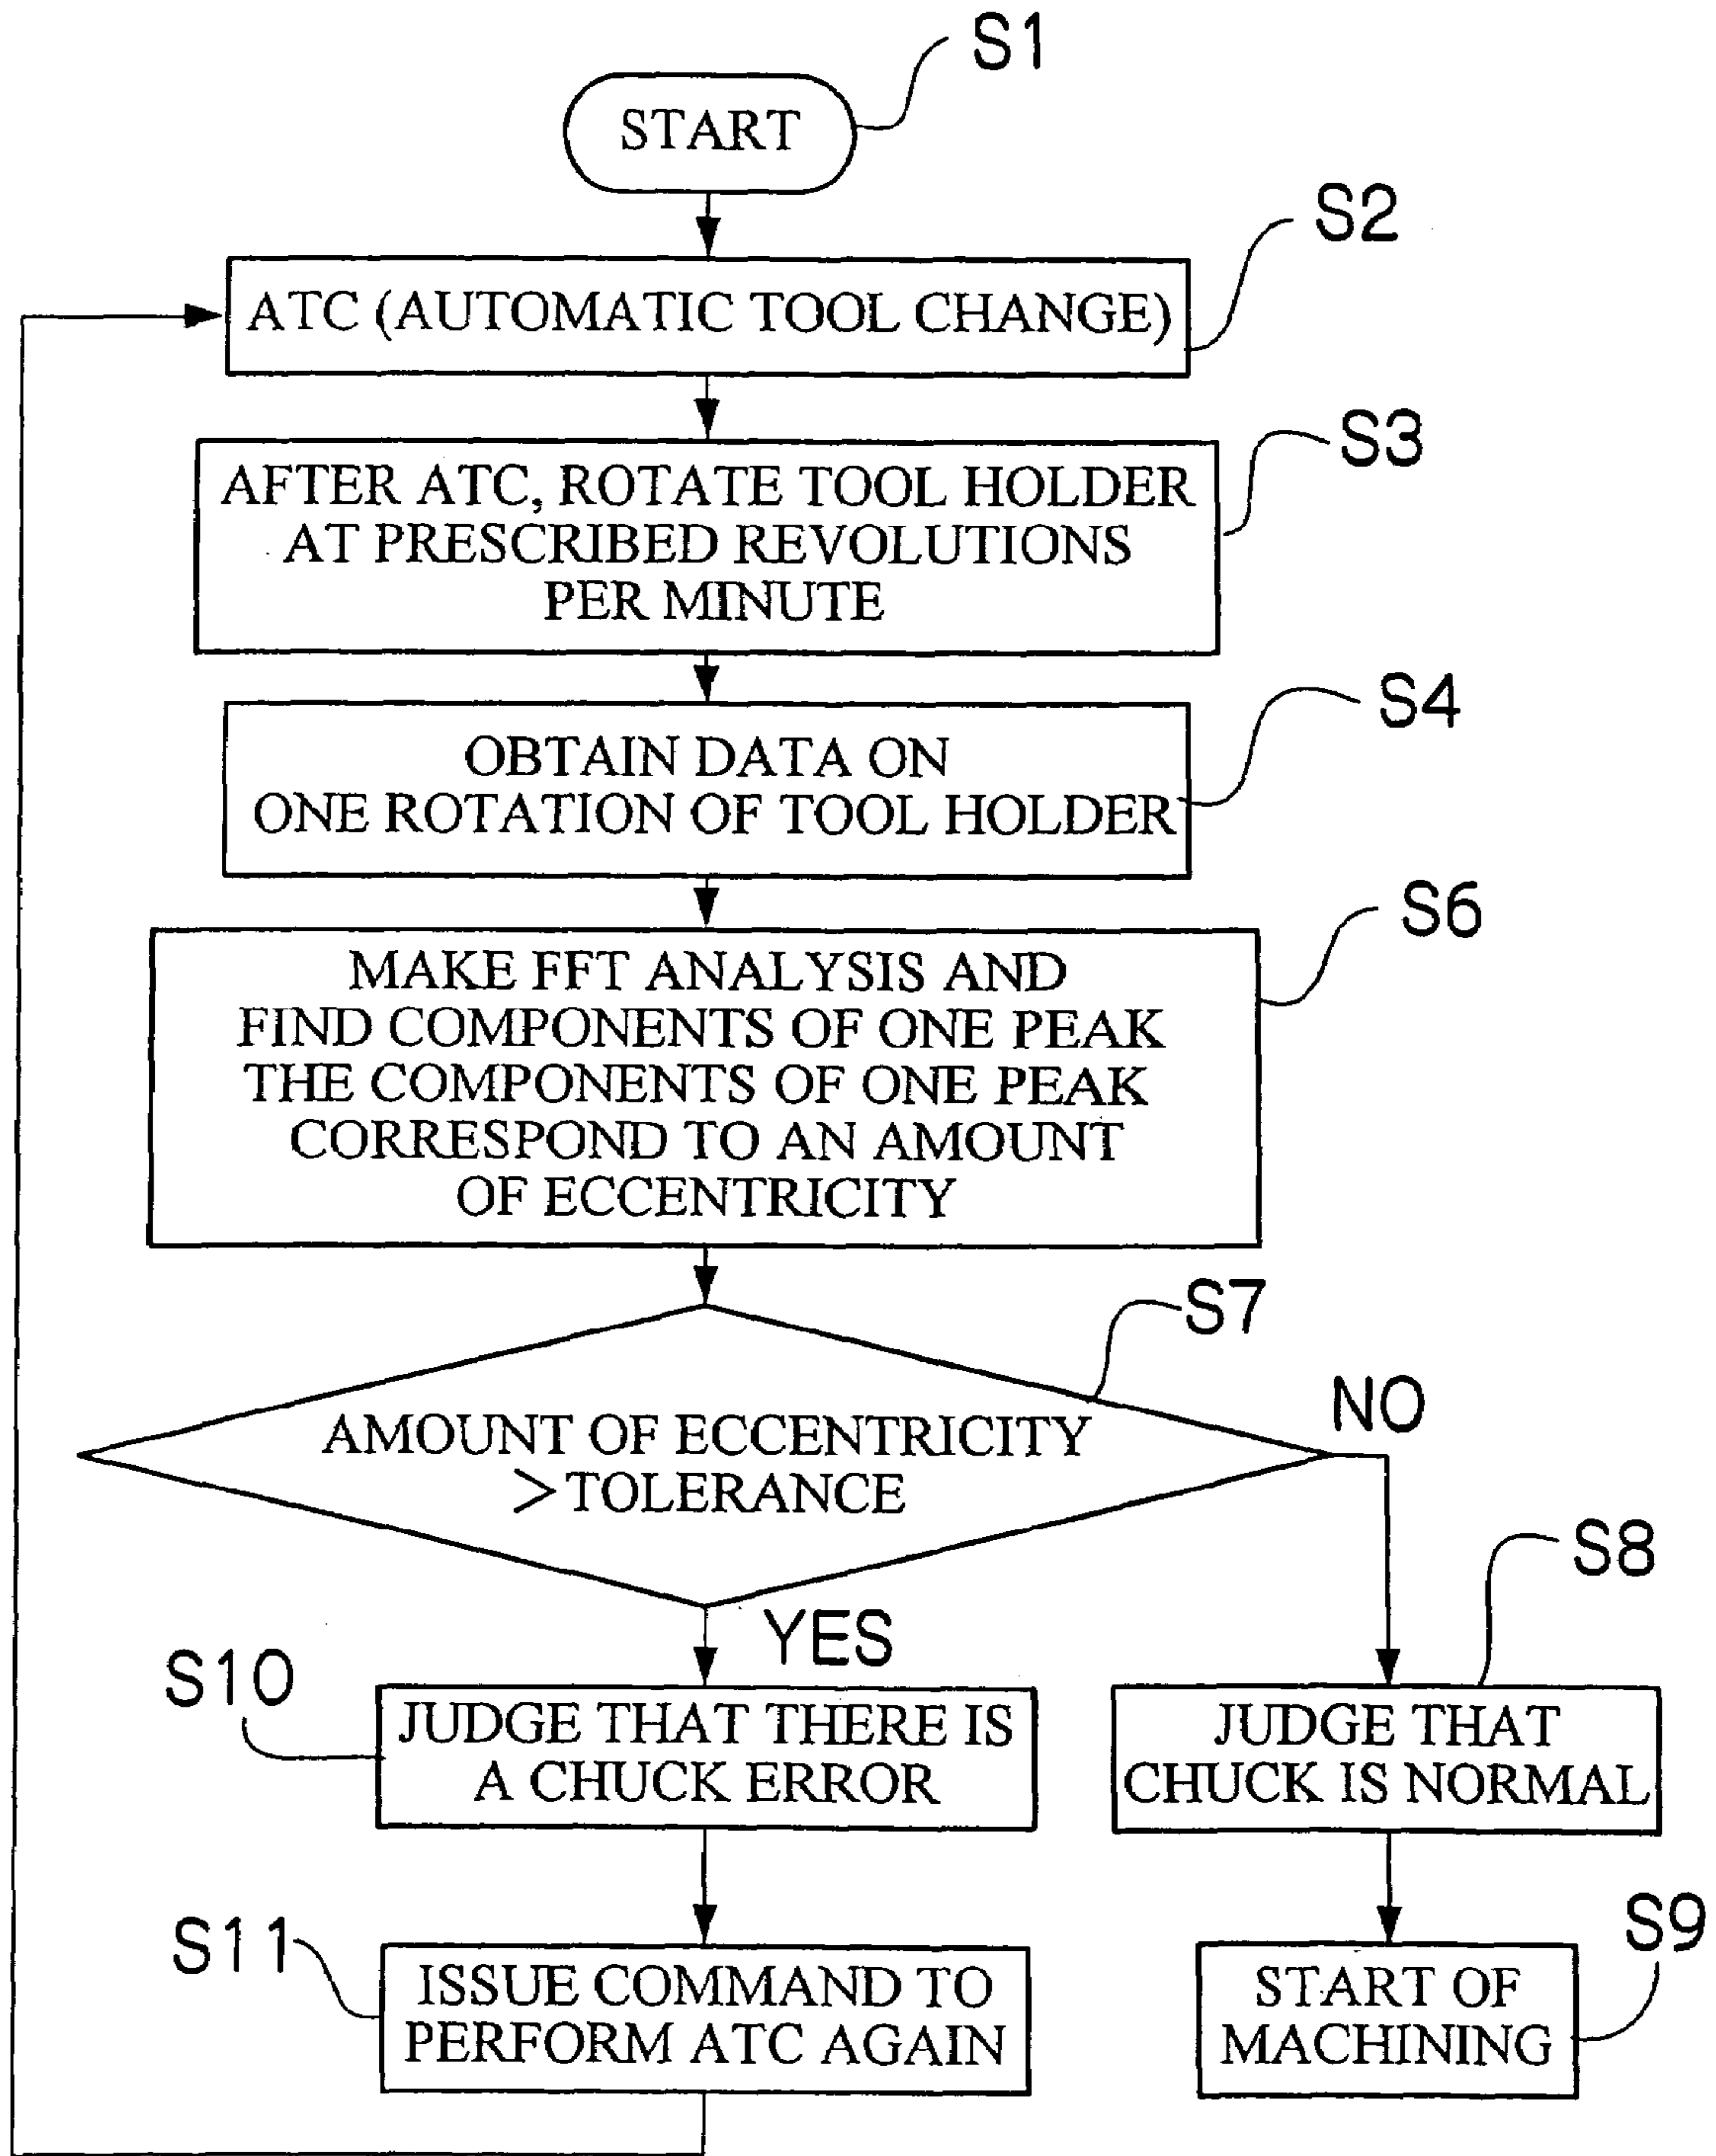 S1
START
S2
ATC (AUTOMATIC TOOL CHANGE)
S3
AFTER ATC, ROTATE TOOL HOLDER
AT PRESCRIBED REVOLUTIONS
PER MINUTE
S4
OBTAIN DATA ON
ONE ROTATION OF TOOL HOLDER
S6
MAKE FFT ANALYSIS AND
FIND COMPONENTS OF ONE PEAK
THE COMPONENTS OF ONE PEAK
CORRESPOND TO AN AMOUNT
OF ECCENTRICITY
S7
AMOUNT OF ECCENTRICITY
>TOLERANCE
NO
YES
S10
JUDGE THAT THERE IS
A CHUCK ERROR
S8
JUDGE THAT
CHUCK IS NORMAL
S11
ISSUE COMMAND TO
PERFORM ATC AGAIN
S9
START OF
MACHINING